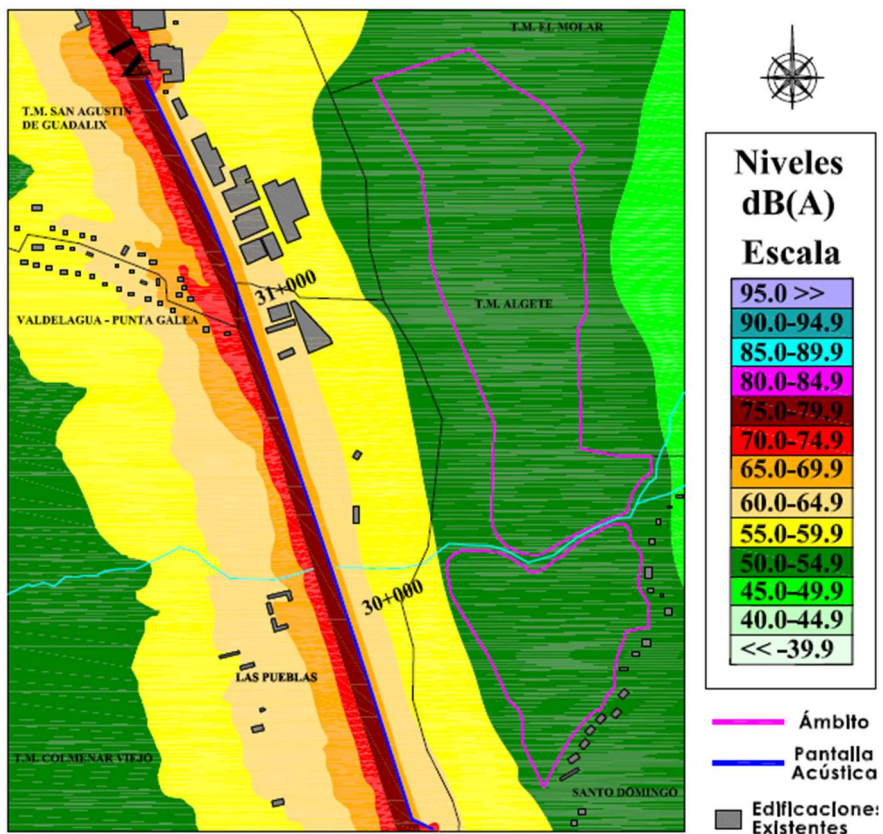 T.M. EL MOLAR
AI
T.M. SAN AGUSTIN
DE GUADALIX
31+000
T.M. ALGETE
VALDELAGUA - PUNTA GALEA
30+000
LAS PUEBLAS
T.M. COLMENAR VIEJO
SANTO DOMINGO
Niveles
dB(A)
Escala
95.0 >>
90.0-94.9
85.0-89.9
80.0-84.9
75.0-79.9
70.0-74.9
65.0-69.9
60.0-64.9
55.0-59.9
50.0-54.9
45.0-49.9
40.0-44.9
<< -39.9
Ámbito
Pantalla
Acústica
Edificaciones
Existentes